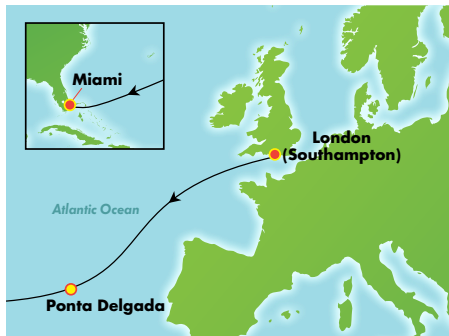 Miami
London
(Southampton)
Atlantic Ocean
Ponta Delgada